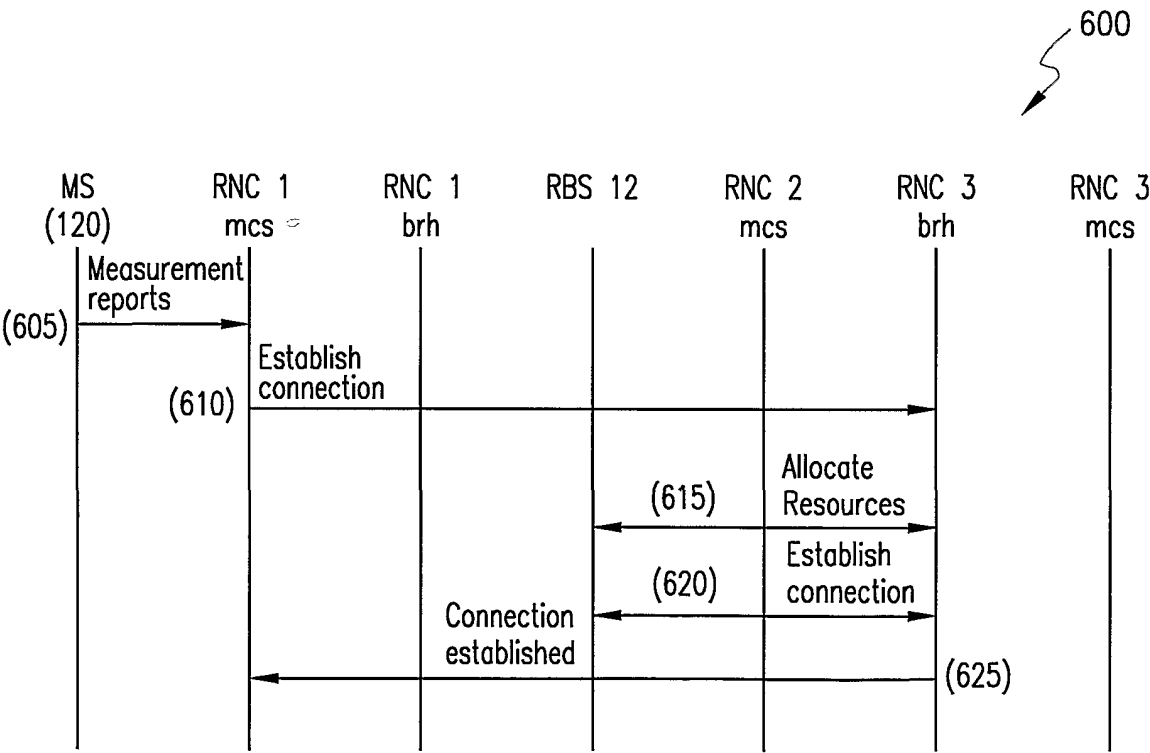 600
MS RNC 1 RNC 1 RBS 12 RNC 2 RNC 3 RNC 3
(120) mcs brh mcs brh mcs
Measurement
reports
(605)
Establish
connection
(610)
Allocate
(615) Resources
Establish
(620) connection
Connection
established
(625)